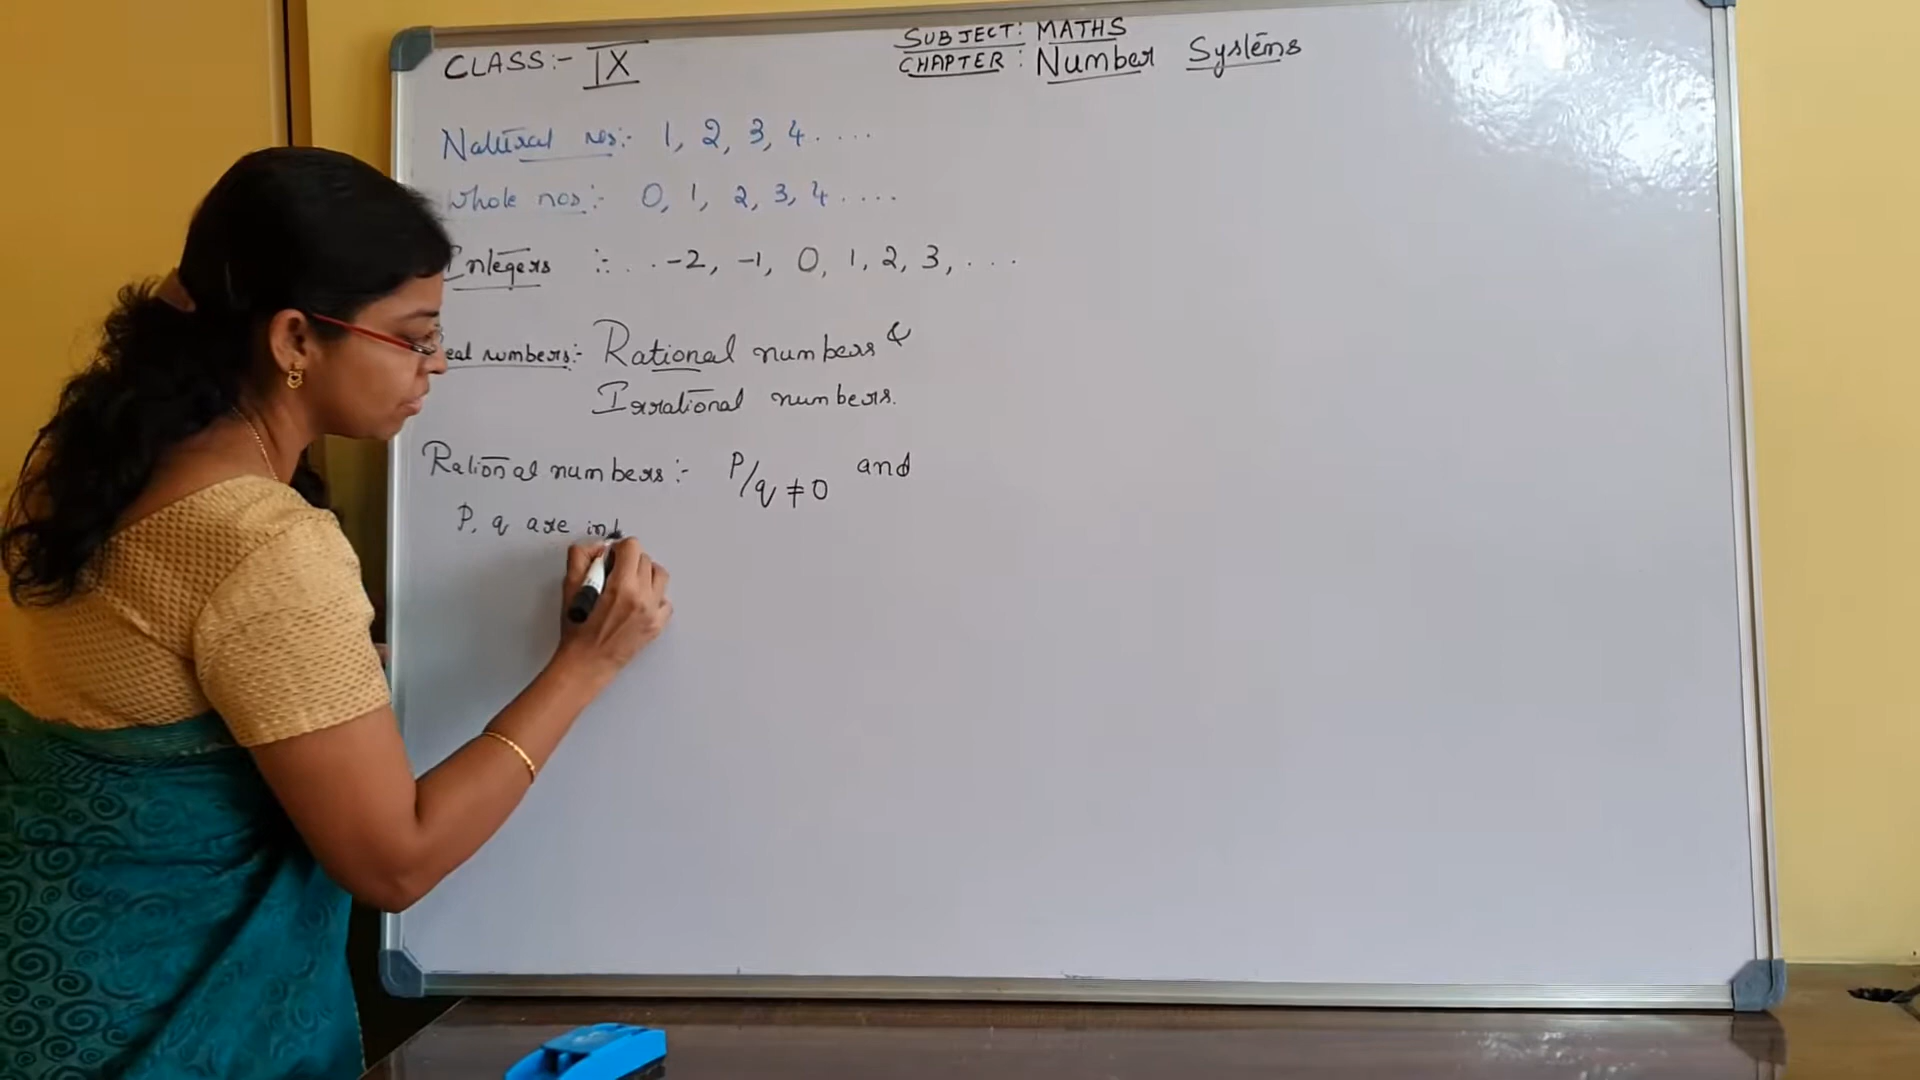 CLASS:- IX
SUBJECT: MATHS
CHAPTER: Number Systems
Natural nos:- 1, 2, 3, 4....
Whole nos:- 0, 1, 2, 3, 4....
Integers :- ..-2, -1, 0, 1, 2, 3, ...
eal numbers:- Rational numbers &
Irrational numbers.
Rational numbers:- P/q ≠ 0 and
P, q are int